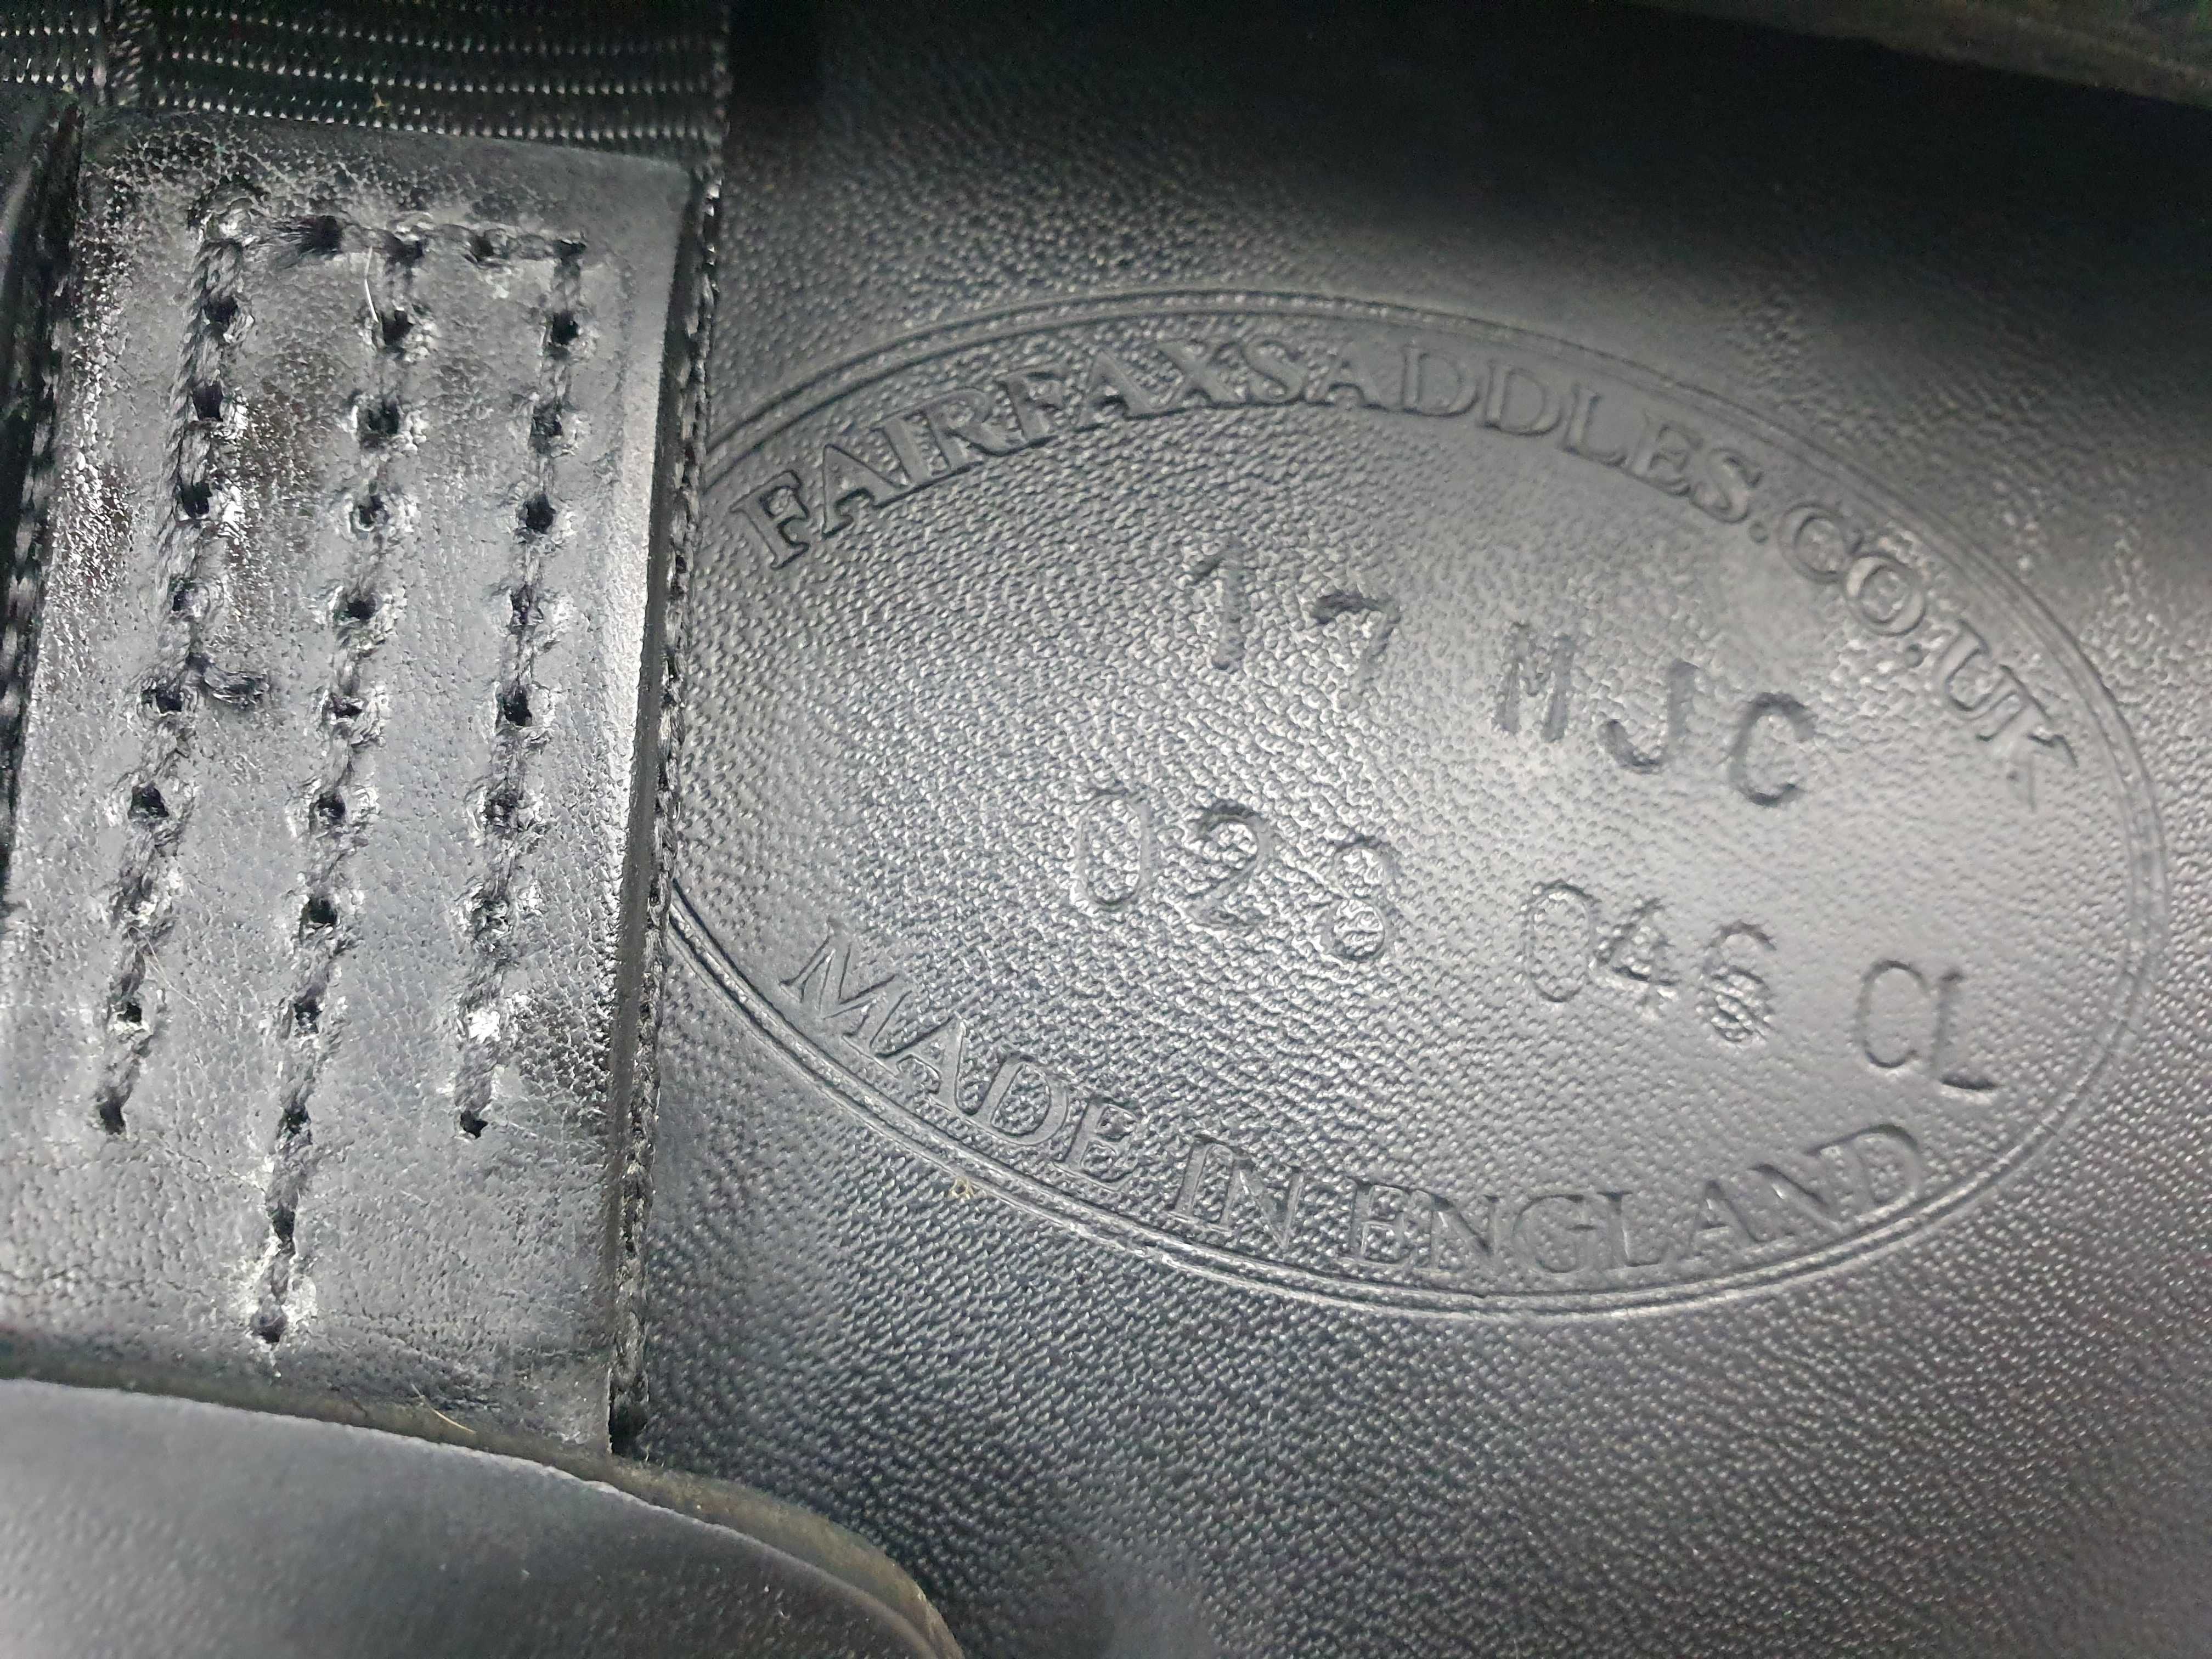 FAIRFAXSADDLES.CO.UK
17 MJC
028 046 CL
MADE IN ENGLAND